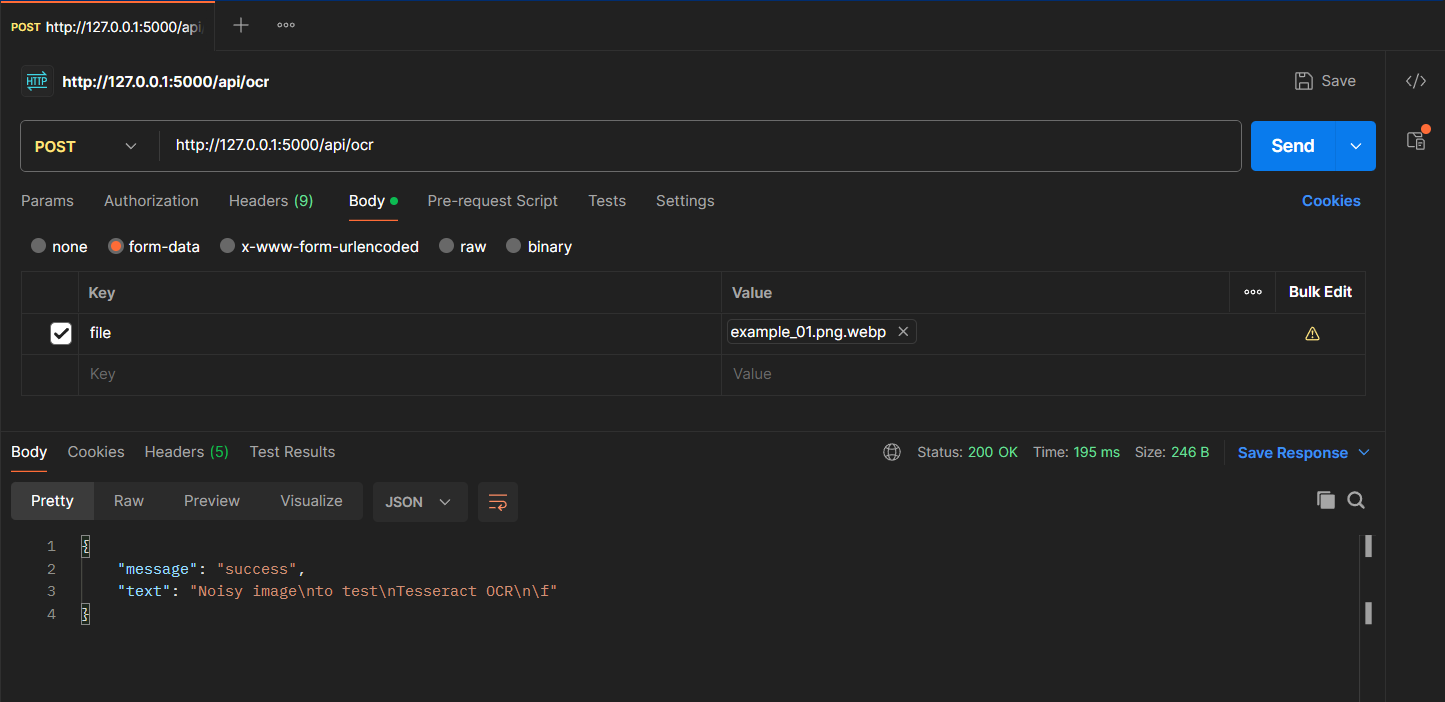 POST http://127.0.0.1:5000/api
HTTP http://127.0.0.1:5000/api/ocr
Save
POST
http://127.0.0.1:5000/api/ocr
Send
Params Authorization Headers (9) Body Pre-request Script Tests Settings Cookies
none form-data x-www-form-urlencoded raw binary
Key Value Bulk Edit
file example_01.png.webp
Key Value
Body Cookies Headers (5) Test Results Status: 200 OK Time: 195 ms Size: 246 B Save Response
Pretty Raw Preview Visualize JSON
1 {
2 "message": "success",
3 "text": "Noisy image\nto test\nTesseract OCR\n\f"
4 }